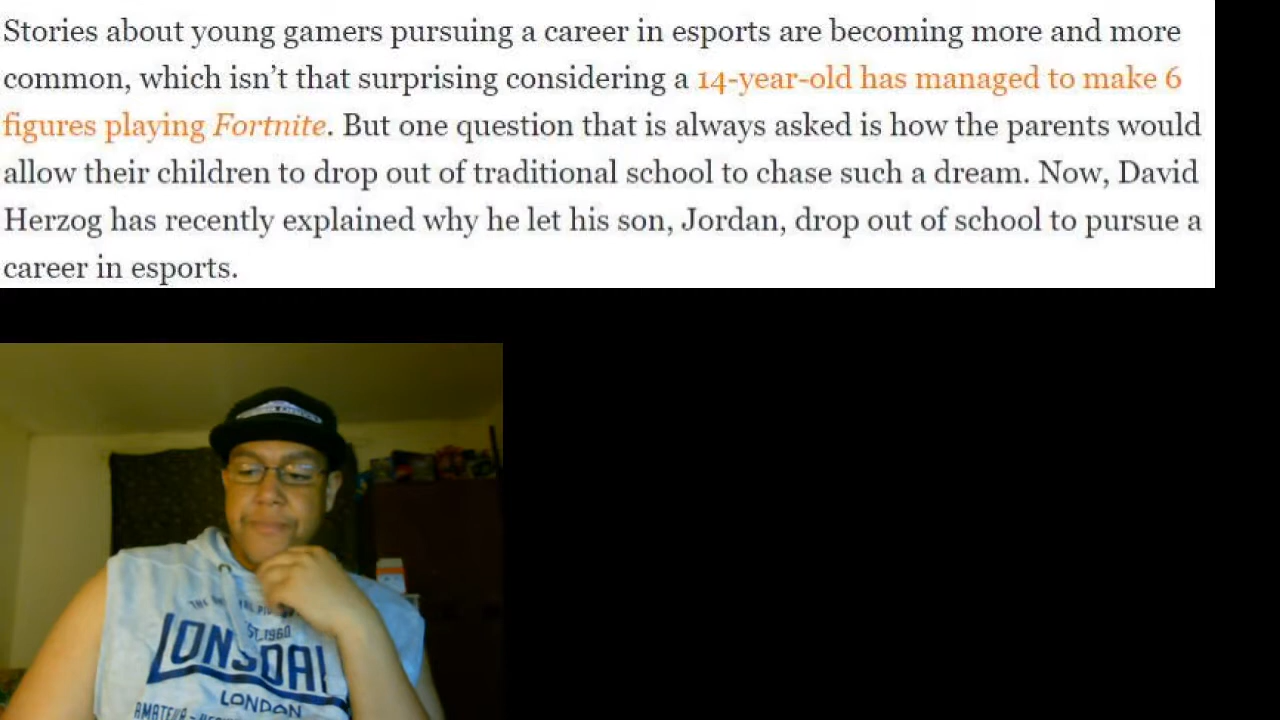 Stories about young gamers pursuing a career in esports are becoming more and more
common, which isn’t that surprising considering a 14-year-old has managed to make 6
figures playing Fortnite. But one question that is always asked is how the parents would
allow their children to drop out of traditional school to chase such a dream. Now, David
Herzog has recently explained why he let his son, Jordan, drop out of school to pursue a
career in esports.
LONSDAL
LONDON